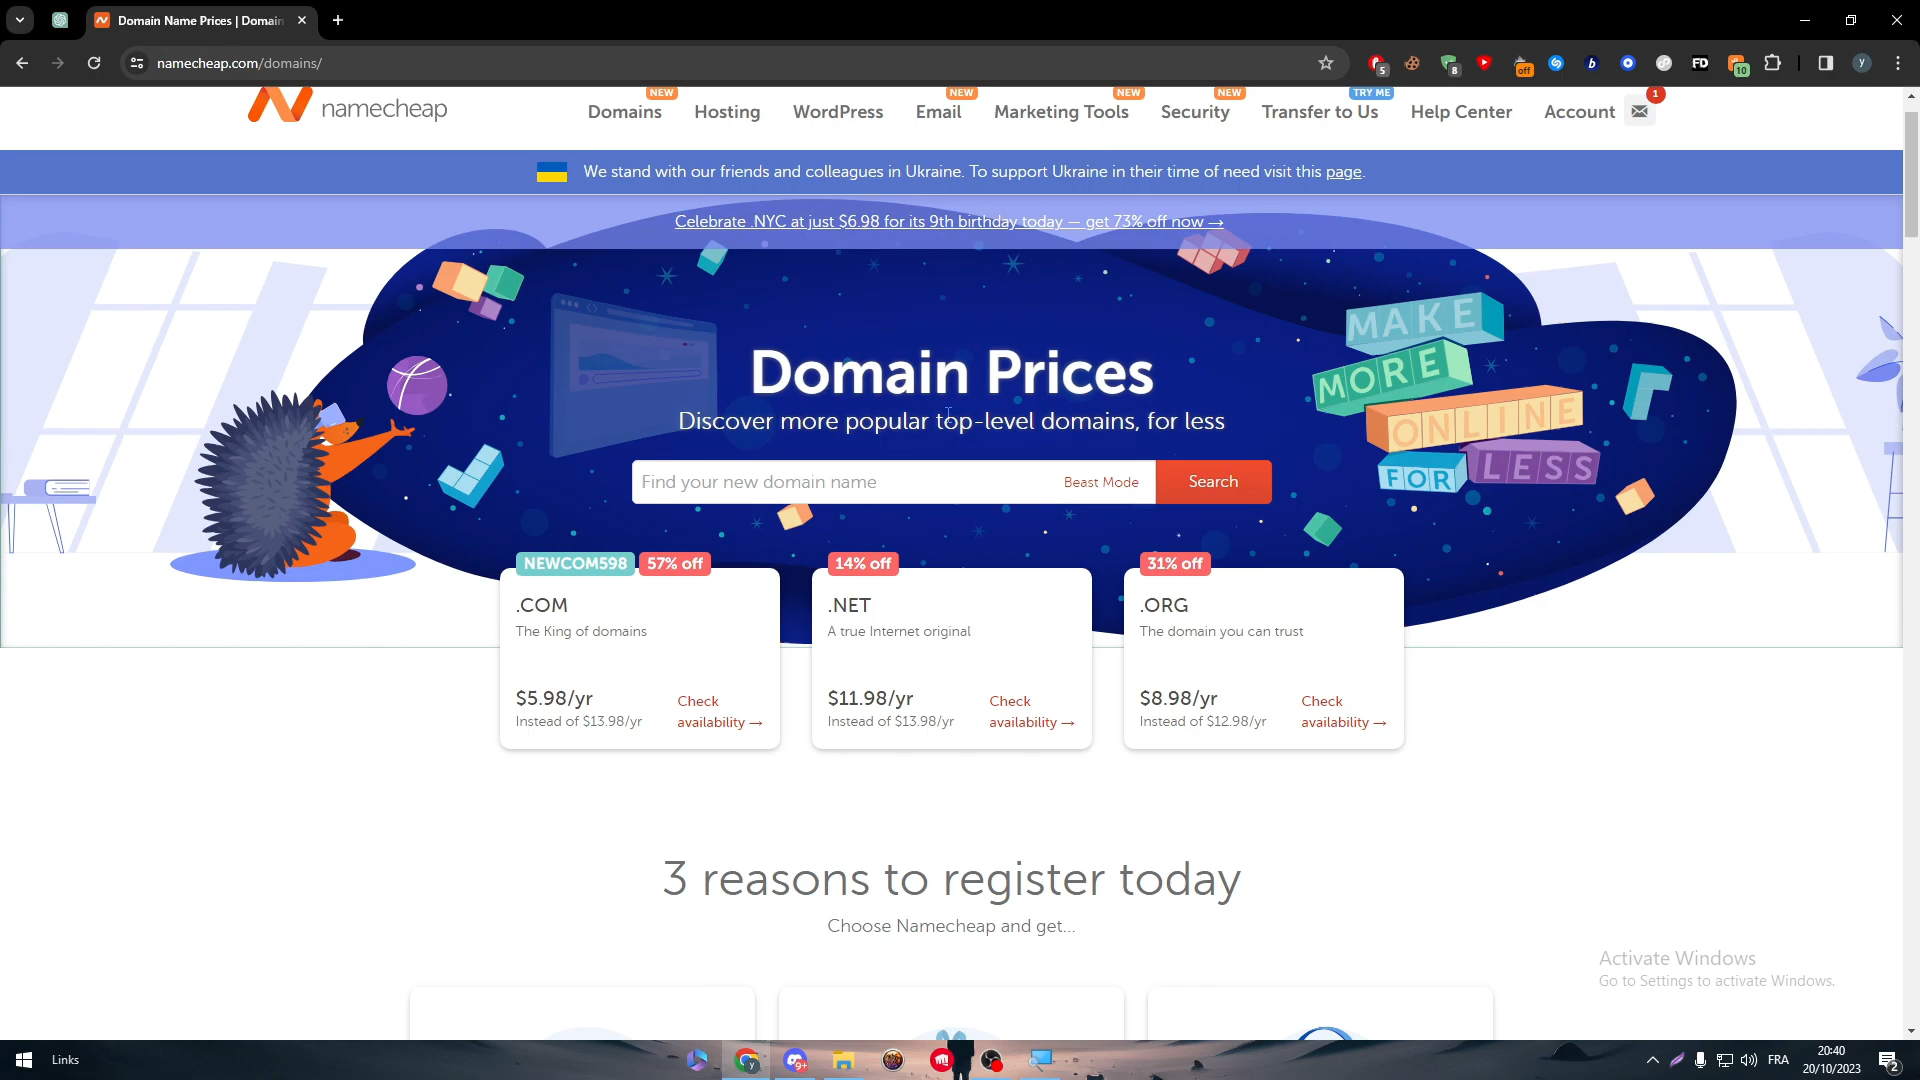 Domain Name Prices | Domain
namecheap.com/domains/
5
8
off
b
FD
10
y
namecheap
NEW
NEW
NEW
NEW
TRY ME
1
Domains
Hosting
WordPress
Email
Marketing Tools
Security
Transfer to Us
Help Center
Account
We stand with our friends and colleagues in Ukraine. To support Ukraine in their time of need visit this page.
Celebrate .NYC at just $6.98 for its 9th birthday today — get 73% off now →
MAKE
MORE
ONLINE
FOR LESS
Domain Prices
Discover more popular top-level domains, for less
Find your new domain name
Beast Mode
Search
NEWCOM598
57% off
.COM
The King of domains
$5.98/yr
Instead of $13.98/yr
Check
availability →
14% off
.NET
A true Internet original
$11.98/yr
Instead of $13.98/yr
Check
availability →
31% off
.ORG
The domain you can trust
$8.98/yr
Instead of $12.98/yr
Check
availability →
3 reasons to register today
Choose Namecheap and get...
Activate Windows
Go to Settings to activate Windows.
Links
y
9+
FRA
20:40
20/10/2023
2